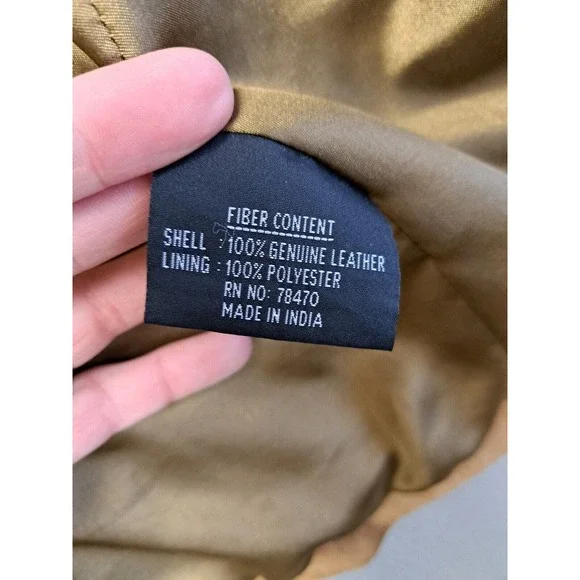 FIBER CONTENT
SHELL : 100% GENUINE LEATHER
LINING : 100% POLYESTER
RN NO: 78470
MADE IN INDIA